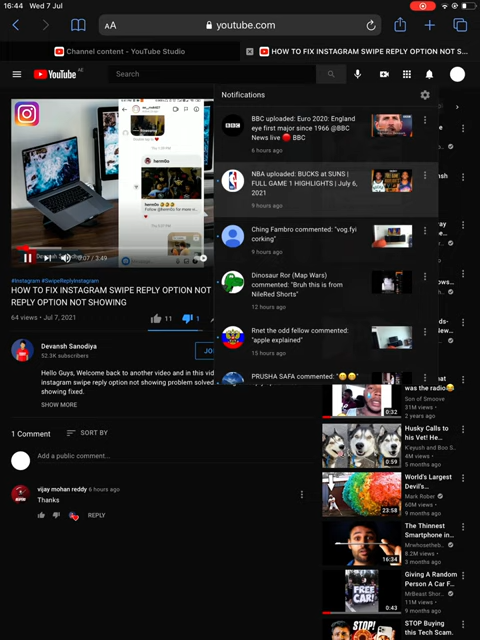 16:44 Wed 7 Jul
AA
youtube.com
Channel content - YouTube Studio
HOW TO FIX INSTAGRAM SWIPE REPLY OPTION NOT S...
YouTube
Search
Notifications
BBC
BBC uploaded: Euro 2020: England
eye first major since 1966 @BBC
News live 🔴 BBC
6 hours ago
NBA uploaded: BUCKS at SUNS |
FULL GAME 1 HIGHLIGHTS | July 6,
2021
9 hours ago
Ching Fambro commented: "vog.fyi
corking"
9 hours ago
Dinosaur Ror (Map Wars)
commented: "Bruh this is from
NileRed Shorts"
12 hours ago
Rnet the odd fellow commented:
"apple explained"
15 hours ago
PRUSHA SAFA commented: "
Devansh Sanodiya
0:07 / 3:49
#Instagram #SwipeReplyInstagram
HOW TO FIX INSTAGRAM SWIPE REPLY OPTION NOT
REPLY OPTION NOT SHOWING
64 views • Jul 7, 2021
11
1
Devansh Sanodiya
52.3K subscribers
JOI
Hello Guys, Welcome back to another video and in this vid
instagram swipe reply option not showing problem solved
showing fixed.
SHOW MORE
1 Comment
SORT BY
Add a public comment...
vijay mohan reddy 6 hours ago
Thanks
REPLY
was the radio😂
Son of Smoove
31M views •
2 years ago
0:32
Husky Calls to
his Vet! He...
K'eyush and Boo S...
4M views •
5 months ago
0:59
World's Largest
Devil's...
Mark Rober
60M views •
9 months ago
23:58
The Thinnest
Smartphone in...
Mrwhosetheb...
8.2M views •
3 months ago
16:34
Giving A Random
Person A Car F...
MrBeast Shor...
11M views •
9 months ago
FREE
CAR!
0:43
STOP Buying
this Tech Scam.
STOP